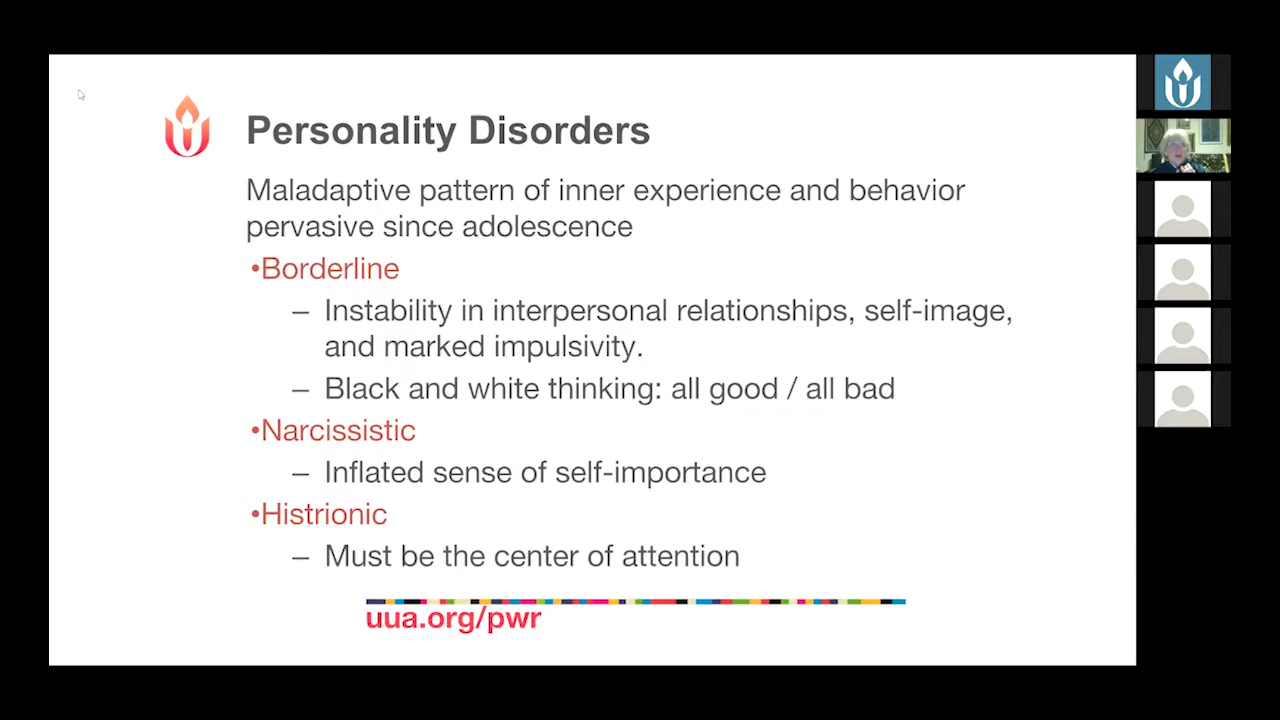 Personality Disorders
Maladaptive pattern of inner experience and behavior
pervasive since adolescence
•Borderline
– Instability in interpersonal relationships, self-image,
and marked impulsivity.
– Black and white thinking: all good / all bad
•Narcissistic
– Inflated sense of self-importance
•Histrionic
– Must be the center of attention
uua.org/pwr